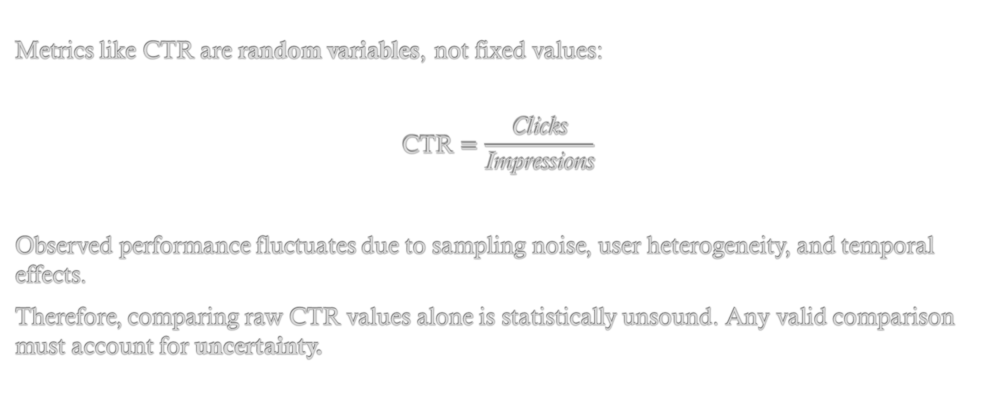 Metrics like CTR are random variables, not fixed values:
CTR = Clicks / Impressions
Observed performance fluctuates due to sampling noise, user heterogeneity, and temporal
effects.
Therefore, comparing raw CTR values alone is statistically unsound. Any valid comparison
must account for uncertainty.